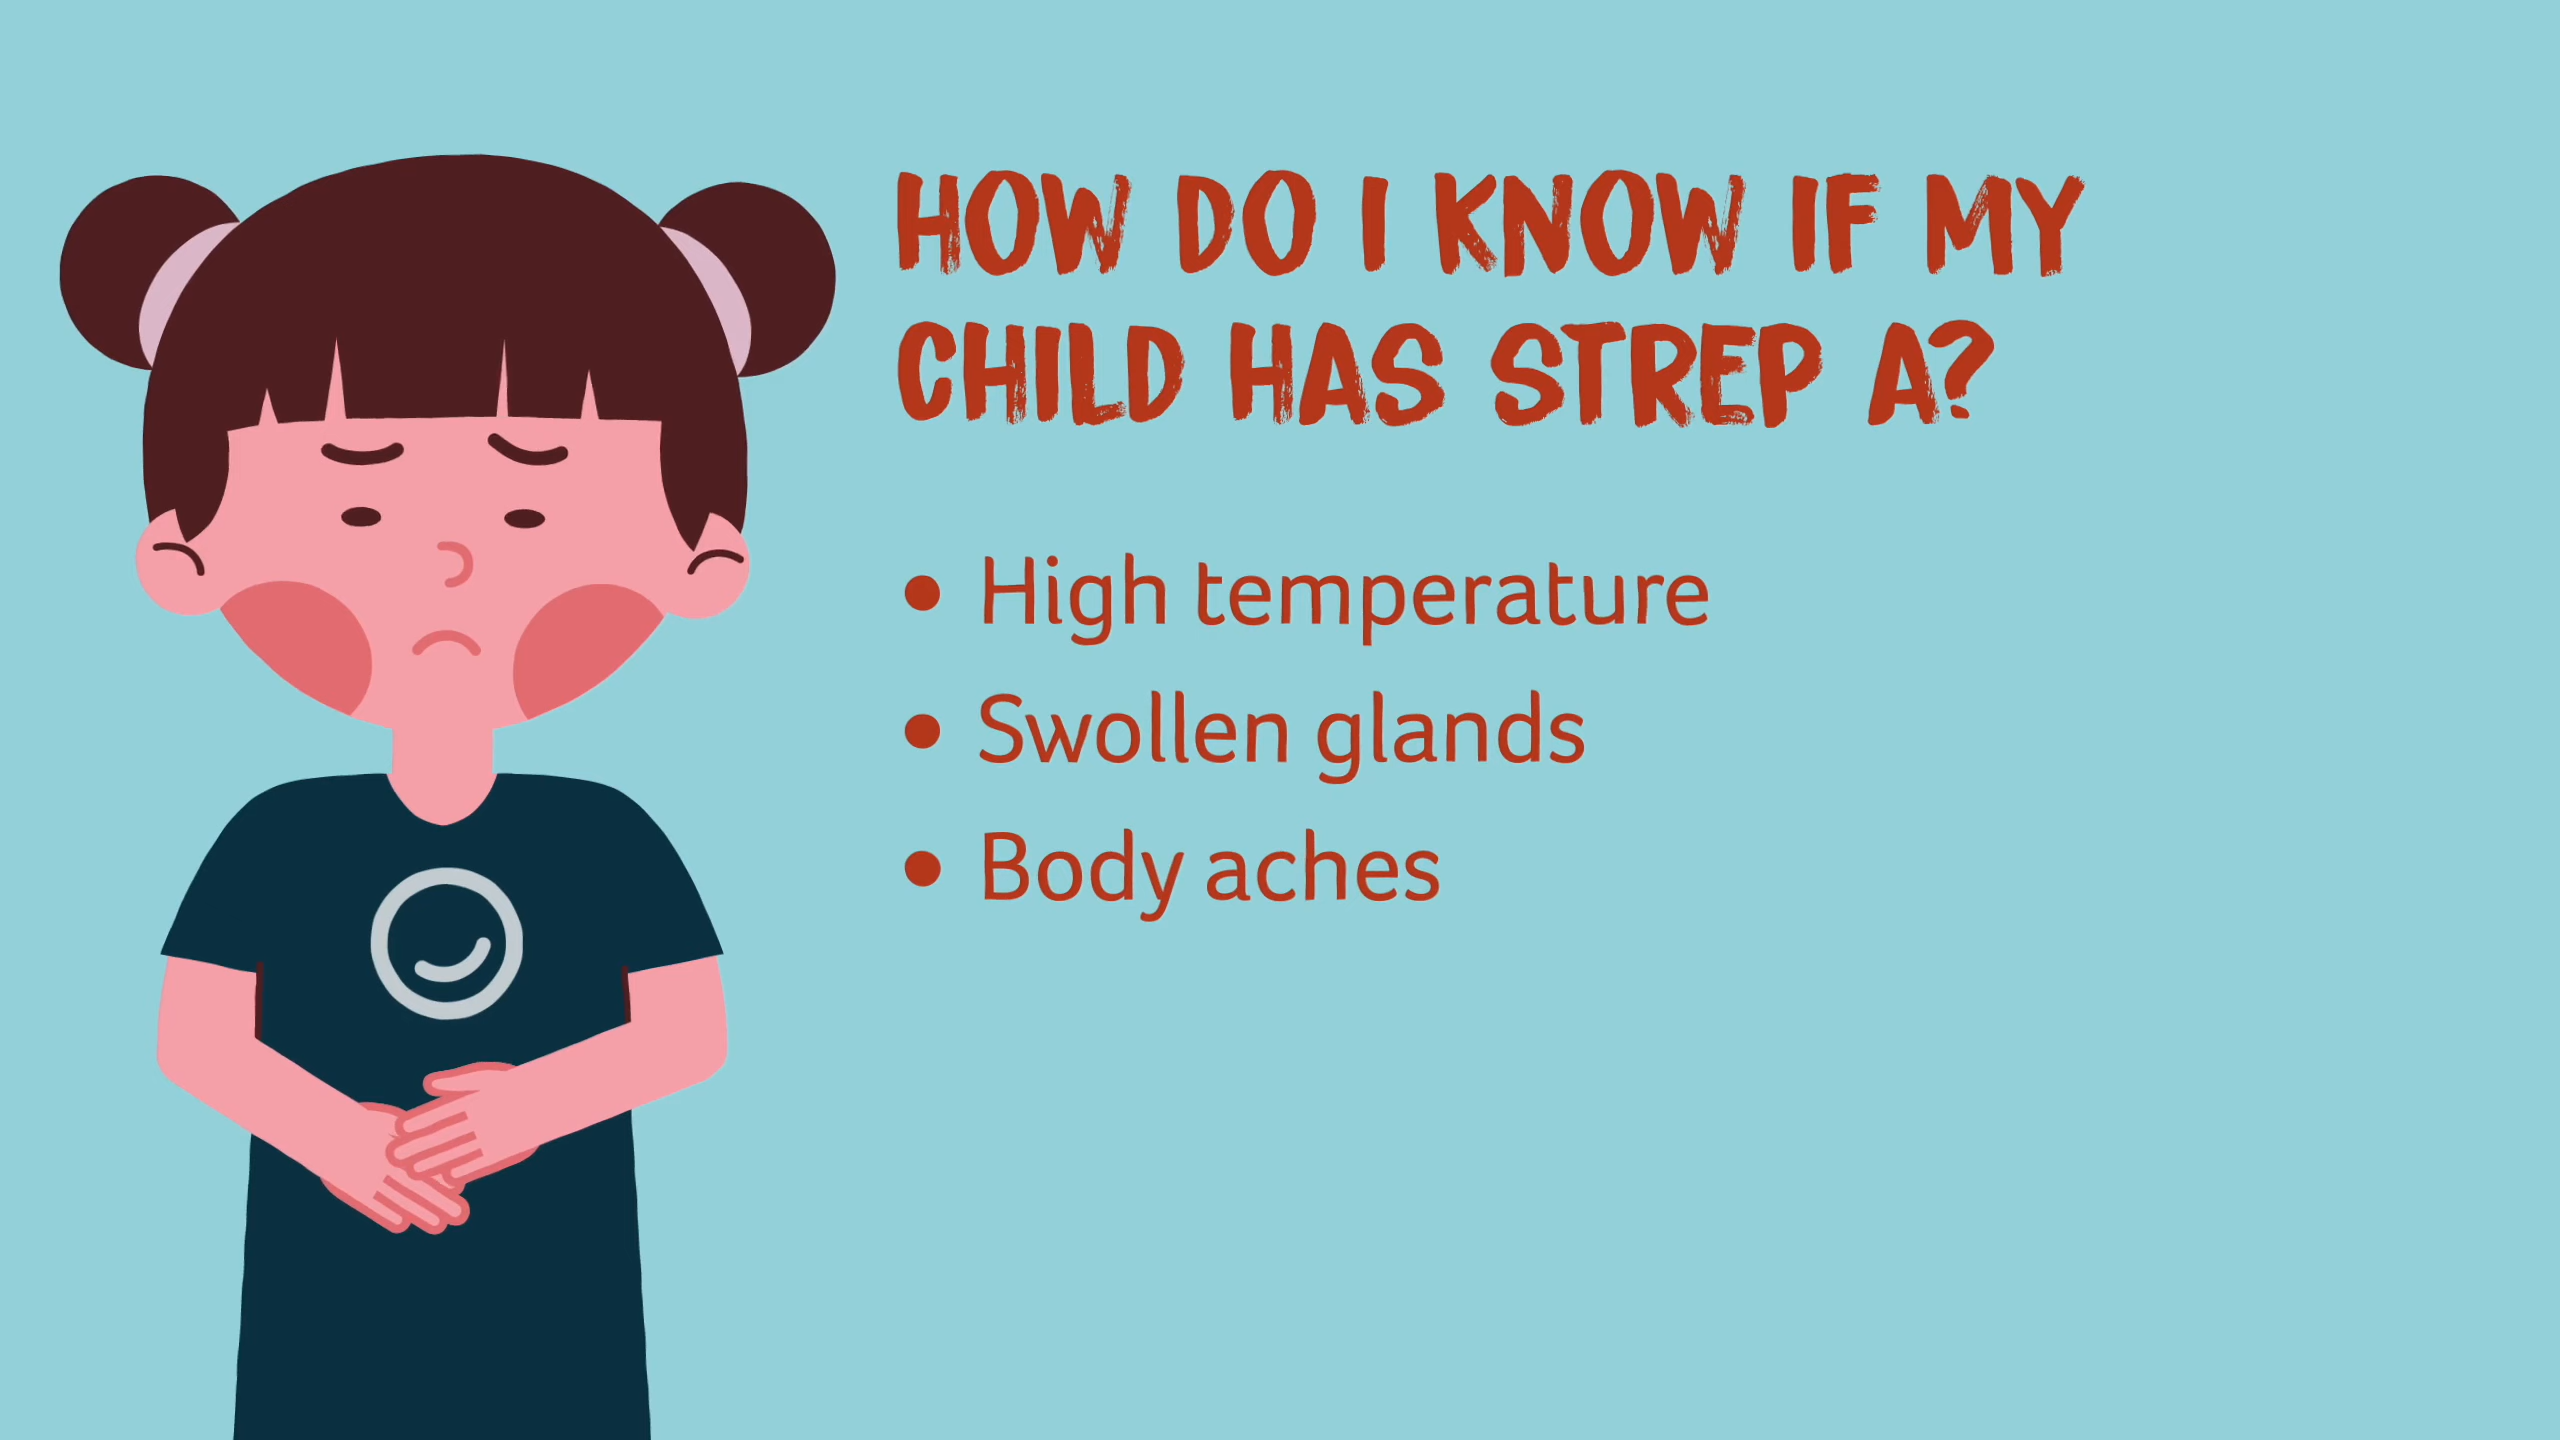 HOW DO I KNOW IF MY
CHILD HAS STREP A?
• High temperature
• Swollen glands
• Body aches